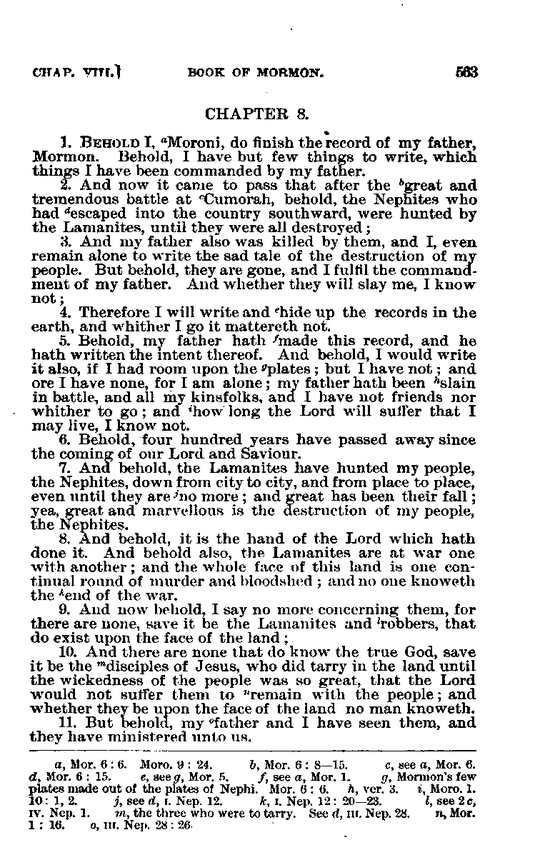 CHAP. VIII.] BOOK OF MORMON. 563
CHAPTER 8.
1. BEHOLD I, aMoroni, do finish the record of my father,
Mormon. Behold, I have but few things to write, which
things I have been commanded by my father.
2. And now it came to pass that after the bgreat and
tremendous battle at cCumorah, behold, the Nephites who
had descaped into the country southward, were hunted by
the Lamanites, until they were all destroyed;
3. And my father also was killed by them, and I, even
remain alone to write the sad tale of the destruction of my
people. But behold, they are gone, and I fulfil the command-
ment of my father. And whether they will slay me, I know
not;
4. Therefore I will write and ehide up the records in the
earth, and whither I go it mattereth not.
5. Behold, my father hath fmade this record, and he
hath written the intent thereof. And behold, I would write
it also, if I had room upon the gplates; but I have not; and
ore I have none, for I am alone; my father hath been hslain
in battle, and all my kinsfolks, and I have not friends nor
whither to go; and ihow long the Lord will suffer that I
may live, I know not.
6. Behold, four hundred years have passed away since
the coming of our Lord and Saviour.
7. And behold, the Lamanites have hunted my people,
the Nephites, down from city to city, and from place to place,
even until they are jno more; and great has been their fall;
yea, great and marvellous is the destruction of my people,
the Nephites.
8. And behold, it is the hand of the Lord which hath
done it. And behold also, the Lamanites are at war one
with another; and the whole face of this land is one con-
tinual round of murder and bloodshed; and no one knoweth
the kend of the war.
9. And now behold, I say no more concerning them, for
there are none, save it be the Lamanites and lrobbers, that
do exist upon the face of the land;
10. And there are none that do know the true God, save
it be the mdisciples of Jesus, who did tarry in the land until
the wickedness of the people was so great, that the Lord
would not suffer them to nremain with the people; and
whether they be upon the face of the land no man knoweth.
11. But behold, my ofather and I have seen them, and
they have ministered unto us.
a, Mor. 6: 6. Moro. 9: 24. b, Mor. 6: 8—15. c, see a, Mor. 6.
d, Mor. 6: 15. e, see g, Mor. 5. f, see a, Mor. 1. g, Mormon's few
plates made out of the plates of Nephi. Mor. 6: 6. h, ver. 3. i, Moro. 1.
10: 1, 2. j, see d, I. Nep. 12. k, I. Nep. 12: 20—23. l, see 2 c,
IV. Nep. 1. m, the three who were to tarry. See d, III. Nep. 28. n, Mor.
1: 16. o, III. Nep. 28: 26.